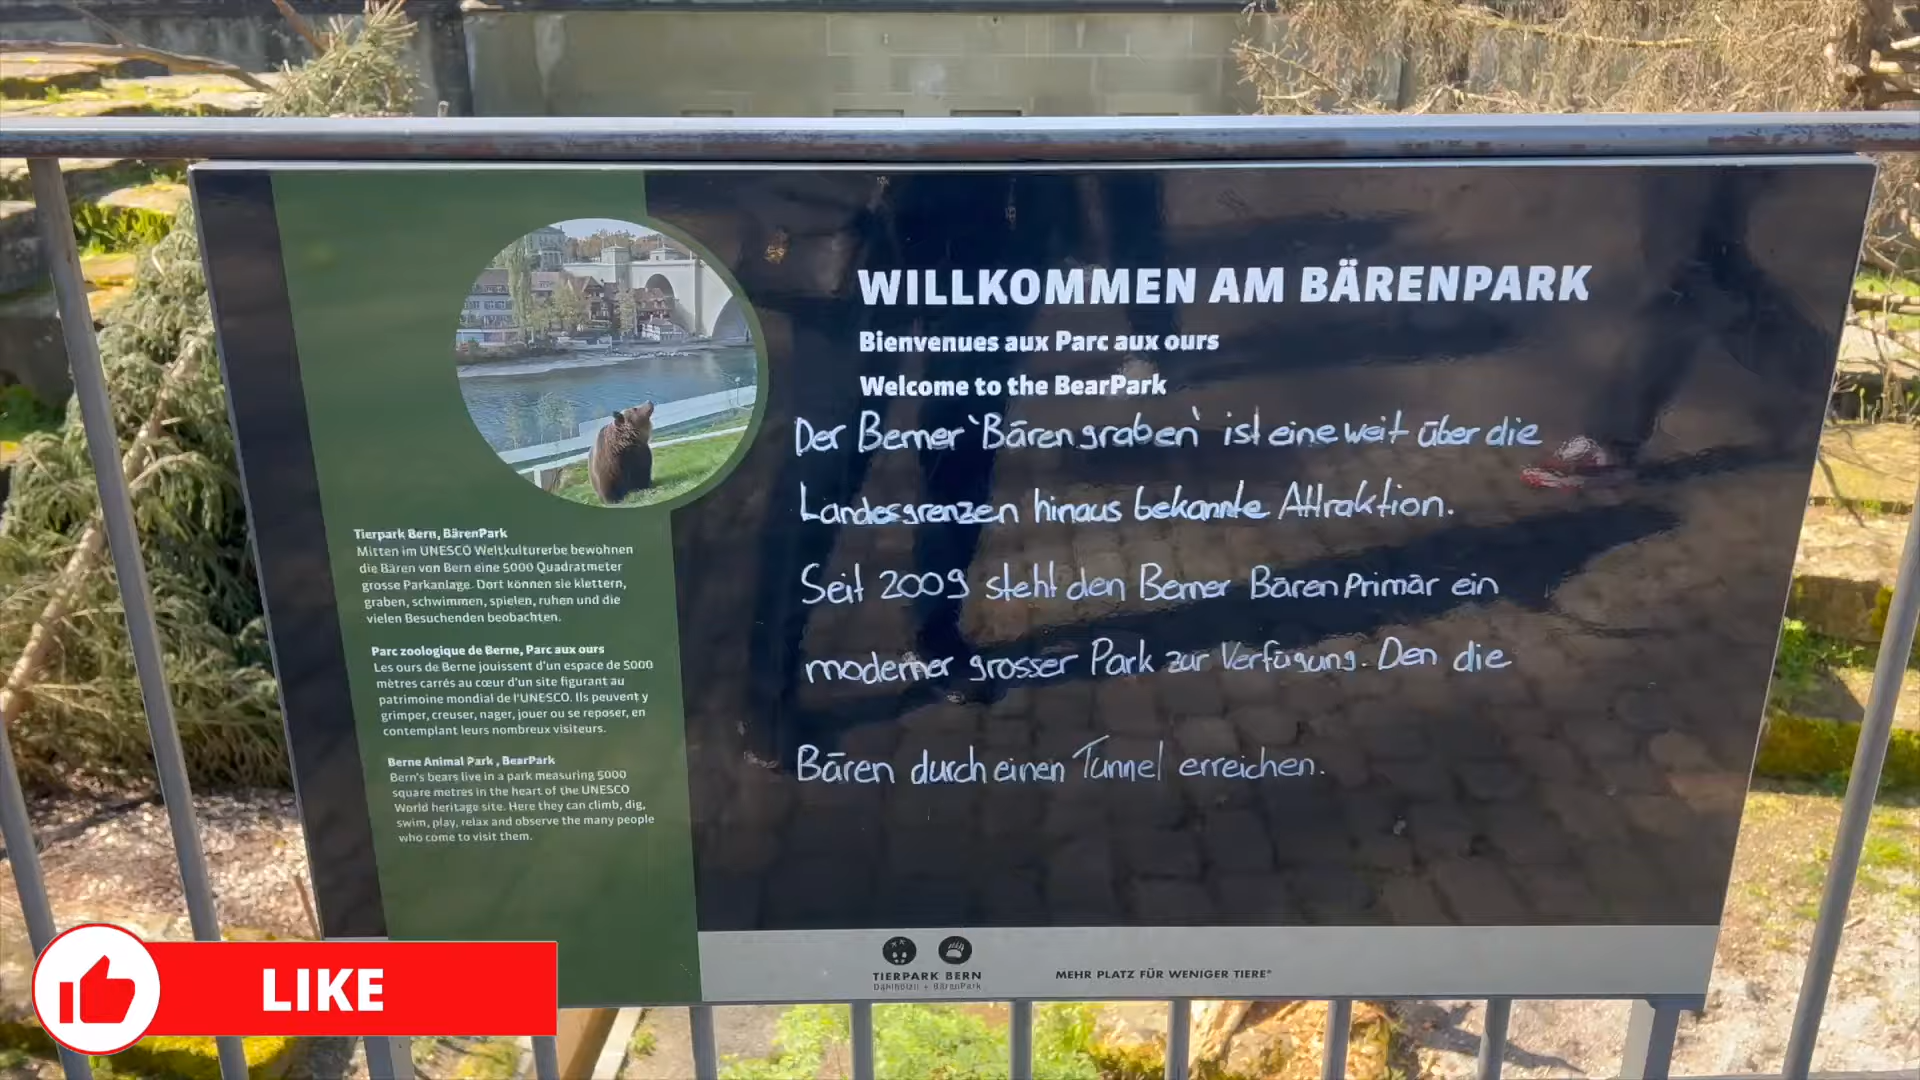 WILLKOMMEN AM BÄRENPARK
Bienvenues aux Parc aux ours
Welcome to the BearPark
Der Berner 'Bärengraben' ist eine weit über die
Landesgrenzen hinaus bekannte Attraktion.
Seit 2009 steht den Berner Bären Primär ein
moderner grosser Park zur Verfügung. Den die
Bären durch einen Tunnel erreichen.
Tierpark Bern, BärenPark
Mitten im UNESCO Weltkulturerbe bewohnen
die Bären von Bern eine 5000 Quadratmeter
grosse Parkanlage. Dort können sie klettern,
graben, schwimmen, spielen, ruhen und die
vielen Besuchenden beobachten.
Parc zoologique de Berne, Parc aux ours
Les ours de Berne jouissent d'un espace de 5000
mètres carrés au cœur d'un site figurant au
patrimoine mondial de l'UNESCO. Ils peuvent y
grimper, creuser, nager, jouer ou se reposer, en
contemplant leurs nombreux visiteurs.
Berne Animal Park, BearPark
Bern's bears live in a park measuring 5000
square metres in the heart of the UNESCO
World heritage site. Here they can climb, dig,
swim, play, relax and observe the many people
who come to visit them.
TIERPARK BERN
Dählhölzli + BärenPark
MEHR PLATZ FÜR WENIGER TIERE*
LIKE